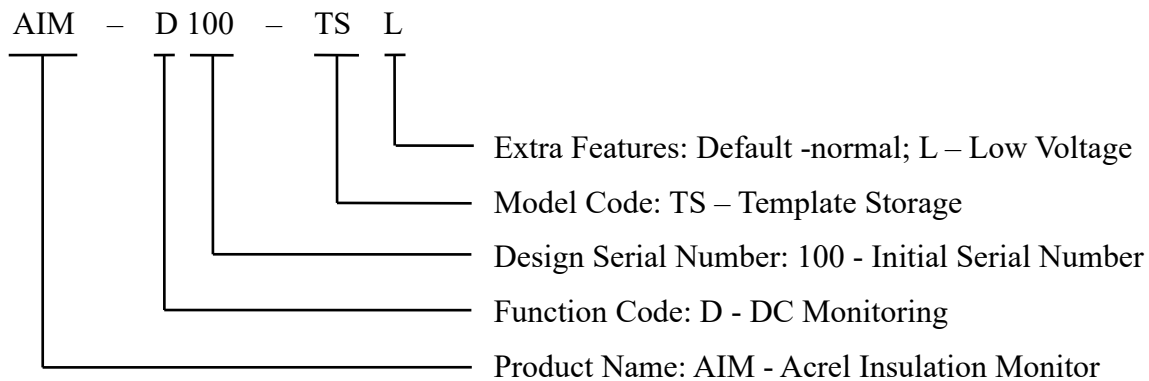 AIM – D 100 – TS L
Extra Features: Default -normal; L – Low Voltage
Model Code: TS – Template Storage
Design Serial Number: 100 - Initial Serial Number
Function Code: D - DC Monitoring
Product Name: AIM - Acrel Insulation Monitor